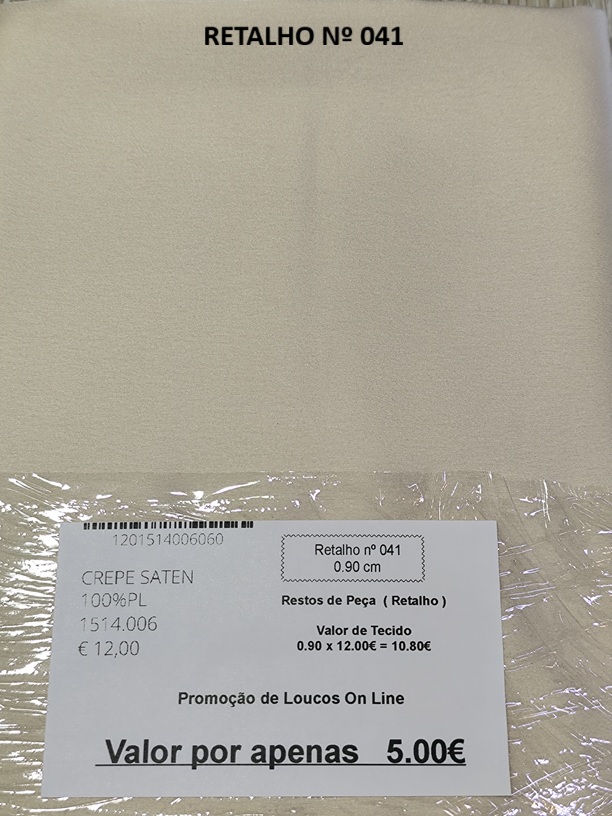 RETALHO Nº 041
1201514006060
CREPE SATEN
100%PL
1514.006
€ 12,00
Retalho nº 041
0.90 cm
Restos de Peça ( Retalho )
Valor de Tecido
0.90 x 12.00€ = 10.80€
Promoção de Loucos On Line
Valor por apenas 5.00€